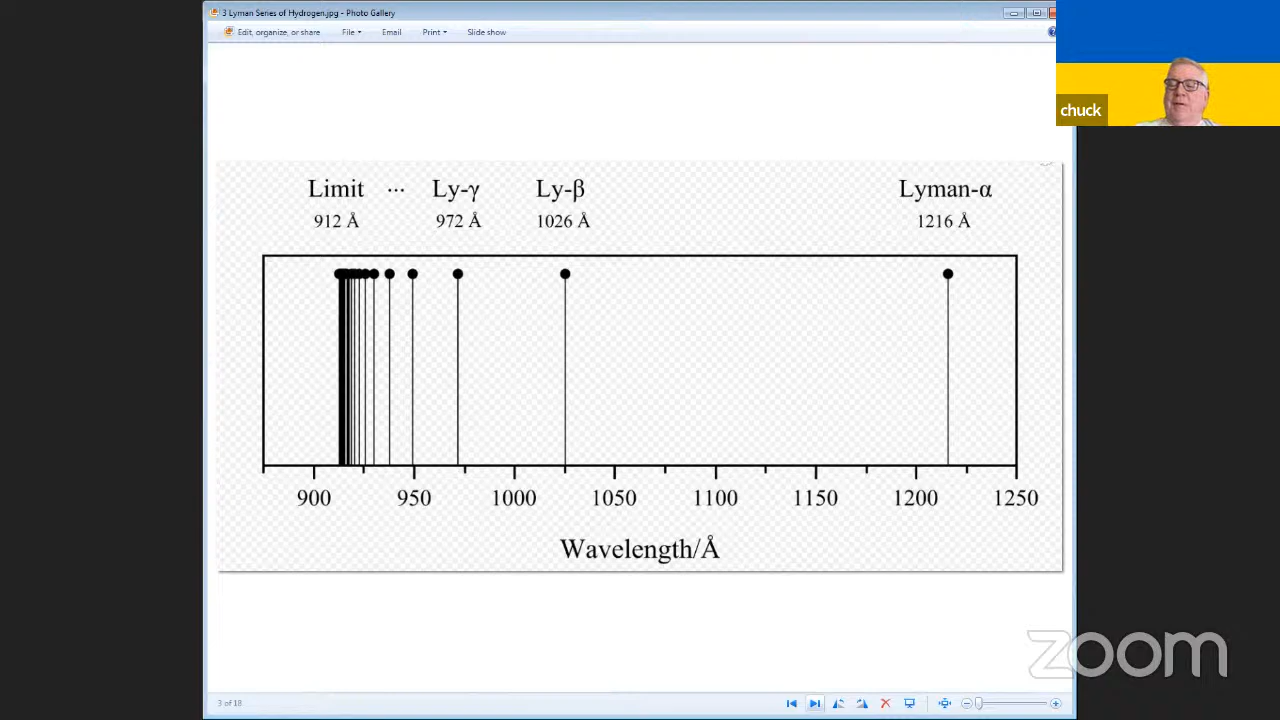 3 Lyman Series of Hydrogen.jpg - Photo Gallery
Edit, organize, or share File Email Print Slide show
chuck
Limit ··· Ly-γ Ly-β Lyman-α
912 Å 972 Å 1026 Å 1216 Å
900 950 1000 1050 1100 1150 1200 1250
Wavelength/Å
zoom
3 of 18